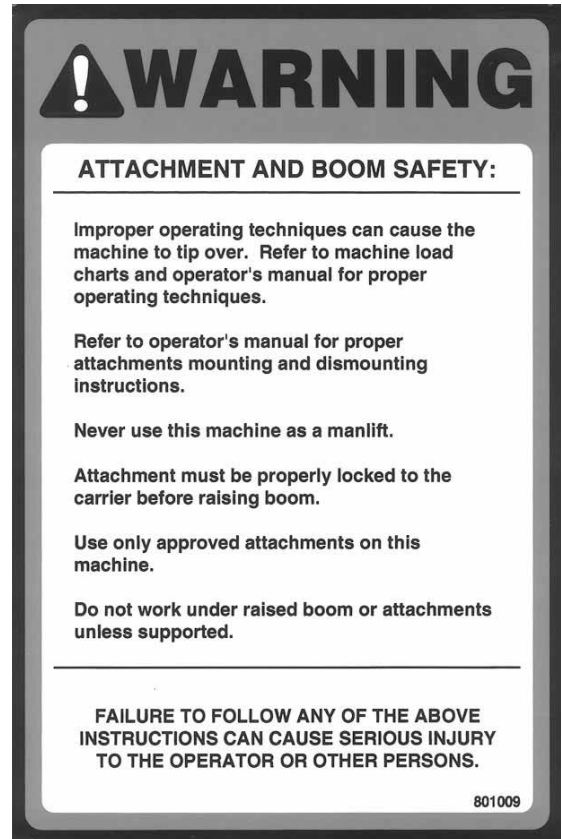 WARNING
ATTACHMENT AND BOOM SAFETY:
Improper operating techniques can cause the
machine to tip over. Refer to machine load
charts and operator's manual for proper
operating techniques.
Refer to operator's manual for proper
attachments mounting and dismounting
instructions.
Never use this machine as a manlift.
Attachment must be properly locked to the
carrier before raising boom.
Use only approved attachments on this
machine.
Do not work under raised boom or attachments
unless supported.
FAILURE TO FOLLOW ANY OF THE ABOVE
INSTRUCTIONS CAN CAUSE SERIOUS INJURY
TO THE OPERATOR OR OTHER PERSONS.
801009